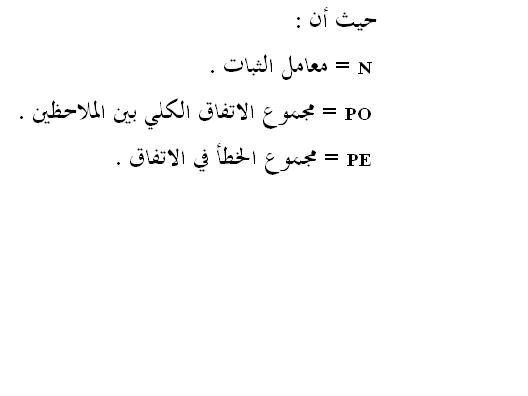 حيث أن :
N = معامل الثبات .
PO = مجموع الاتفاق الكلي بين الملاحظين .
PE = مجموع الخطأ في الاتفاق .